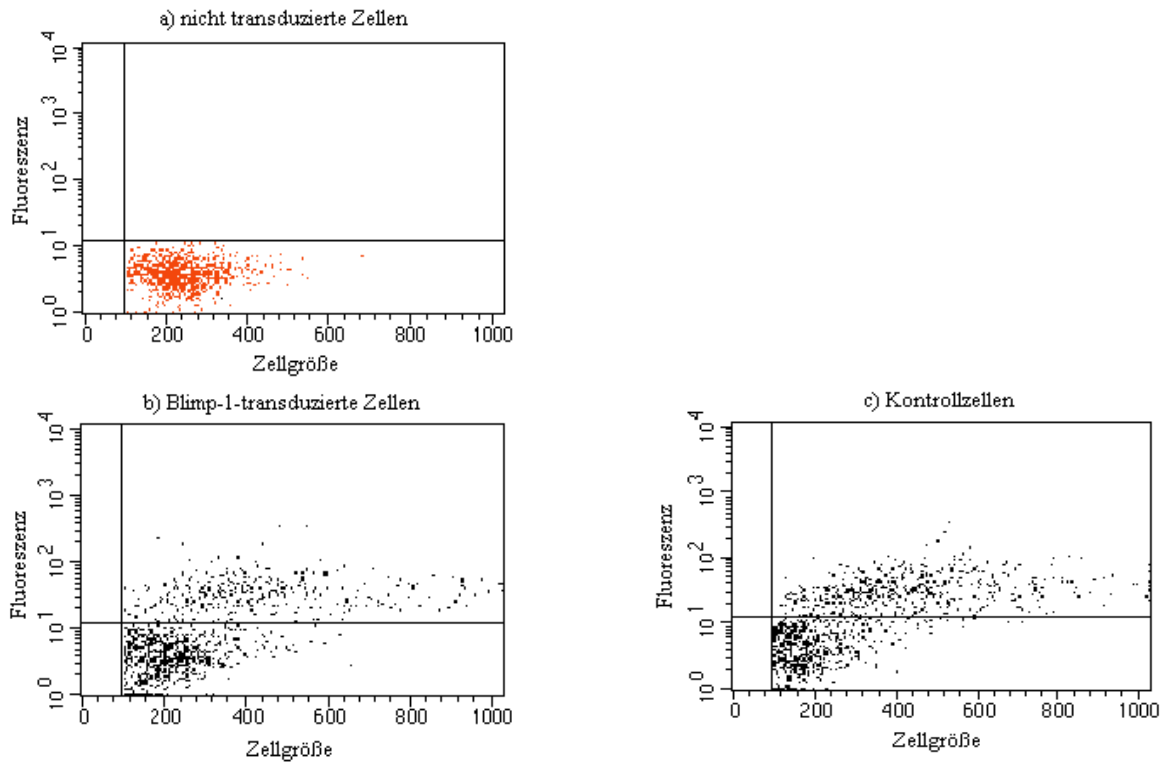 a) nicht transduzierte Zellen
10^4
10^3
10^2
10^1
10^0
Fluoreszenz
0 200 400 600 800 1000
Zellgröße
b) Blimp-1-transduzierte Zellen
10^4
10^3
10^2
10^1
10^0
Fluoreszenz
0 200 400 600 800 1000
Zellgröße
c) Kontrollzellen
10^4
10^3
10^2
10^1
10^0
Fluoreszenz
0 200 400 600 800 1000
Zellgröße